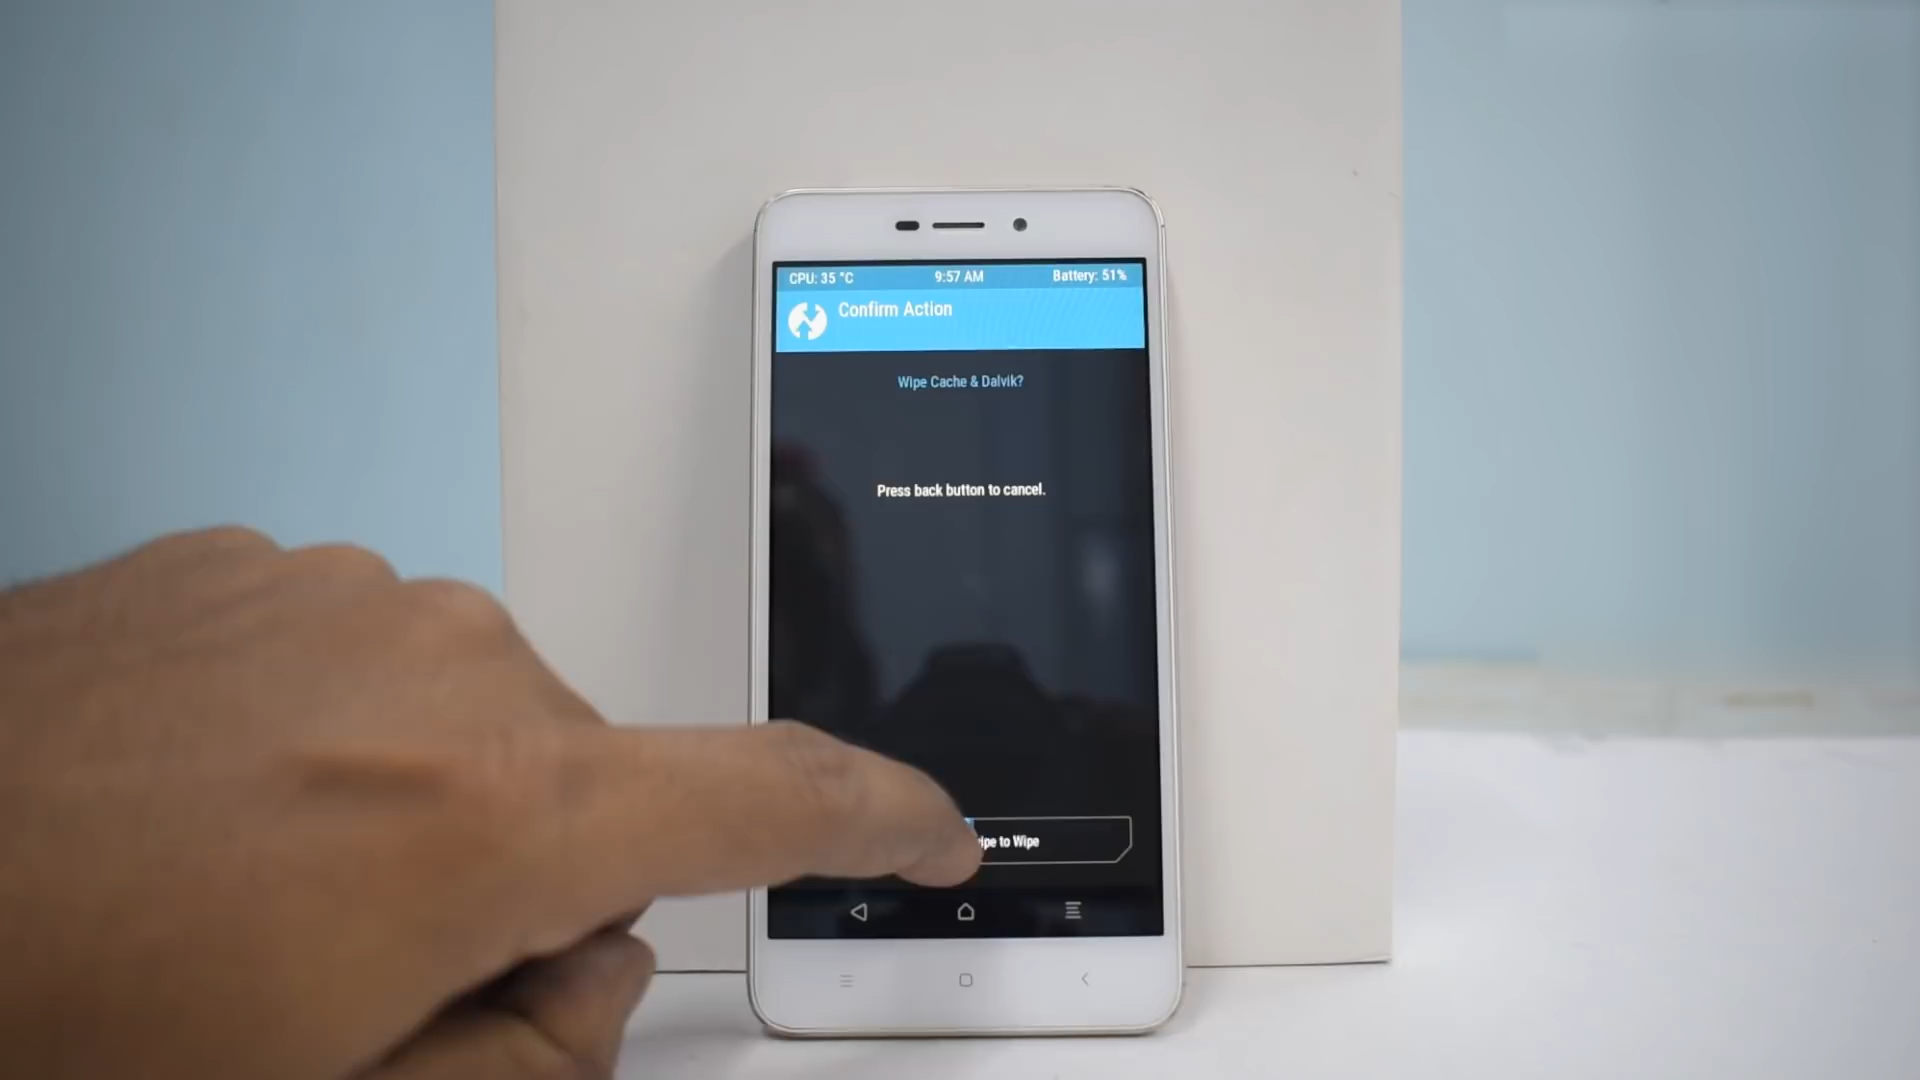 CPU: 35 °C 9:57 AM Battery: 51%
Confirm Action
Wipe Cache & Dalvik?
Press back button to cancel.
to Wipe